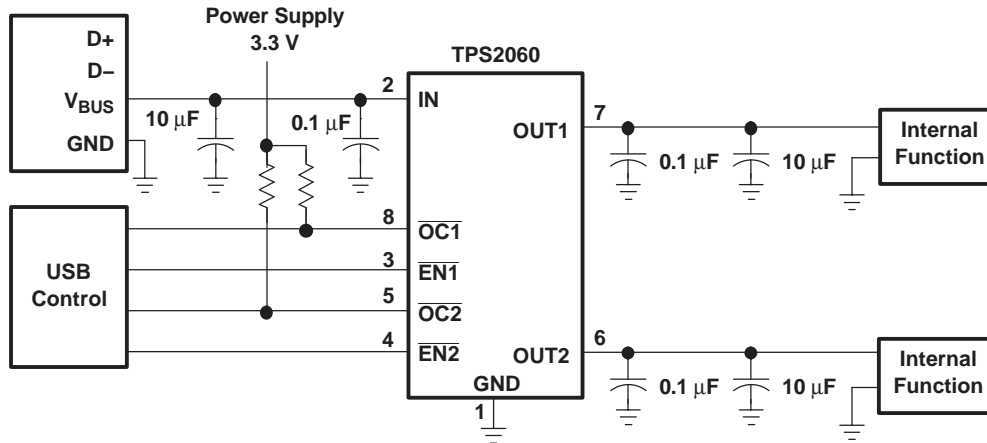 Power Supply
3.3 V
TPS2060
D+
D−
V_BUS
GND
10 μF
0.1 μF
2
IN
7
OUT1
0.1 μF
10 μF
Internal
Function
USB
Control
8
OC1
3
EN1
5
OC2
4
EN2
6
OUT2
0.1 μF
10 μF
Internal
Function
GND
1